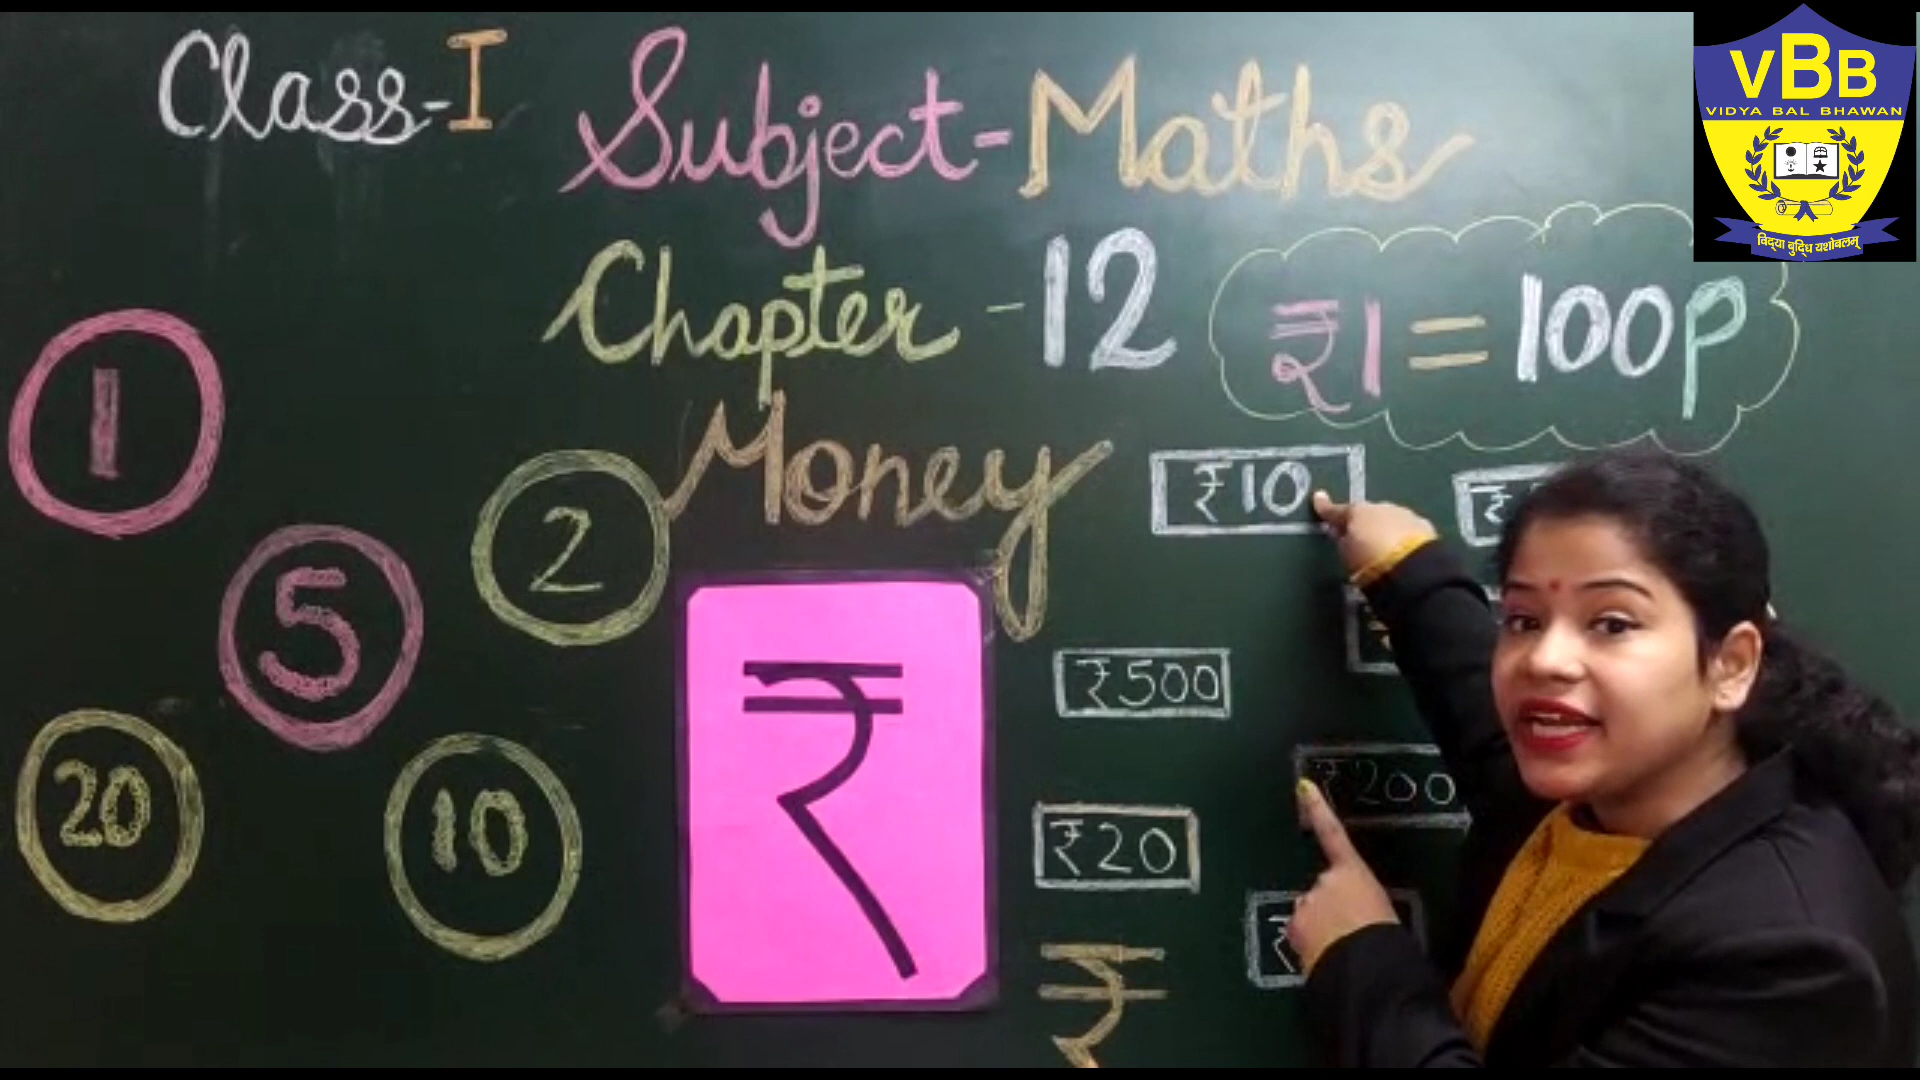 Class-I
Subject-Maths
Chapter-12
Money
₹1=100P
VBB
VIDYA BAL BHAWAN
विद्या बुद्धि यशोबलम्
1
2
5
20
10
₹
₹10
₹
₹500
₹200
₹20
₹
₹